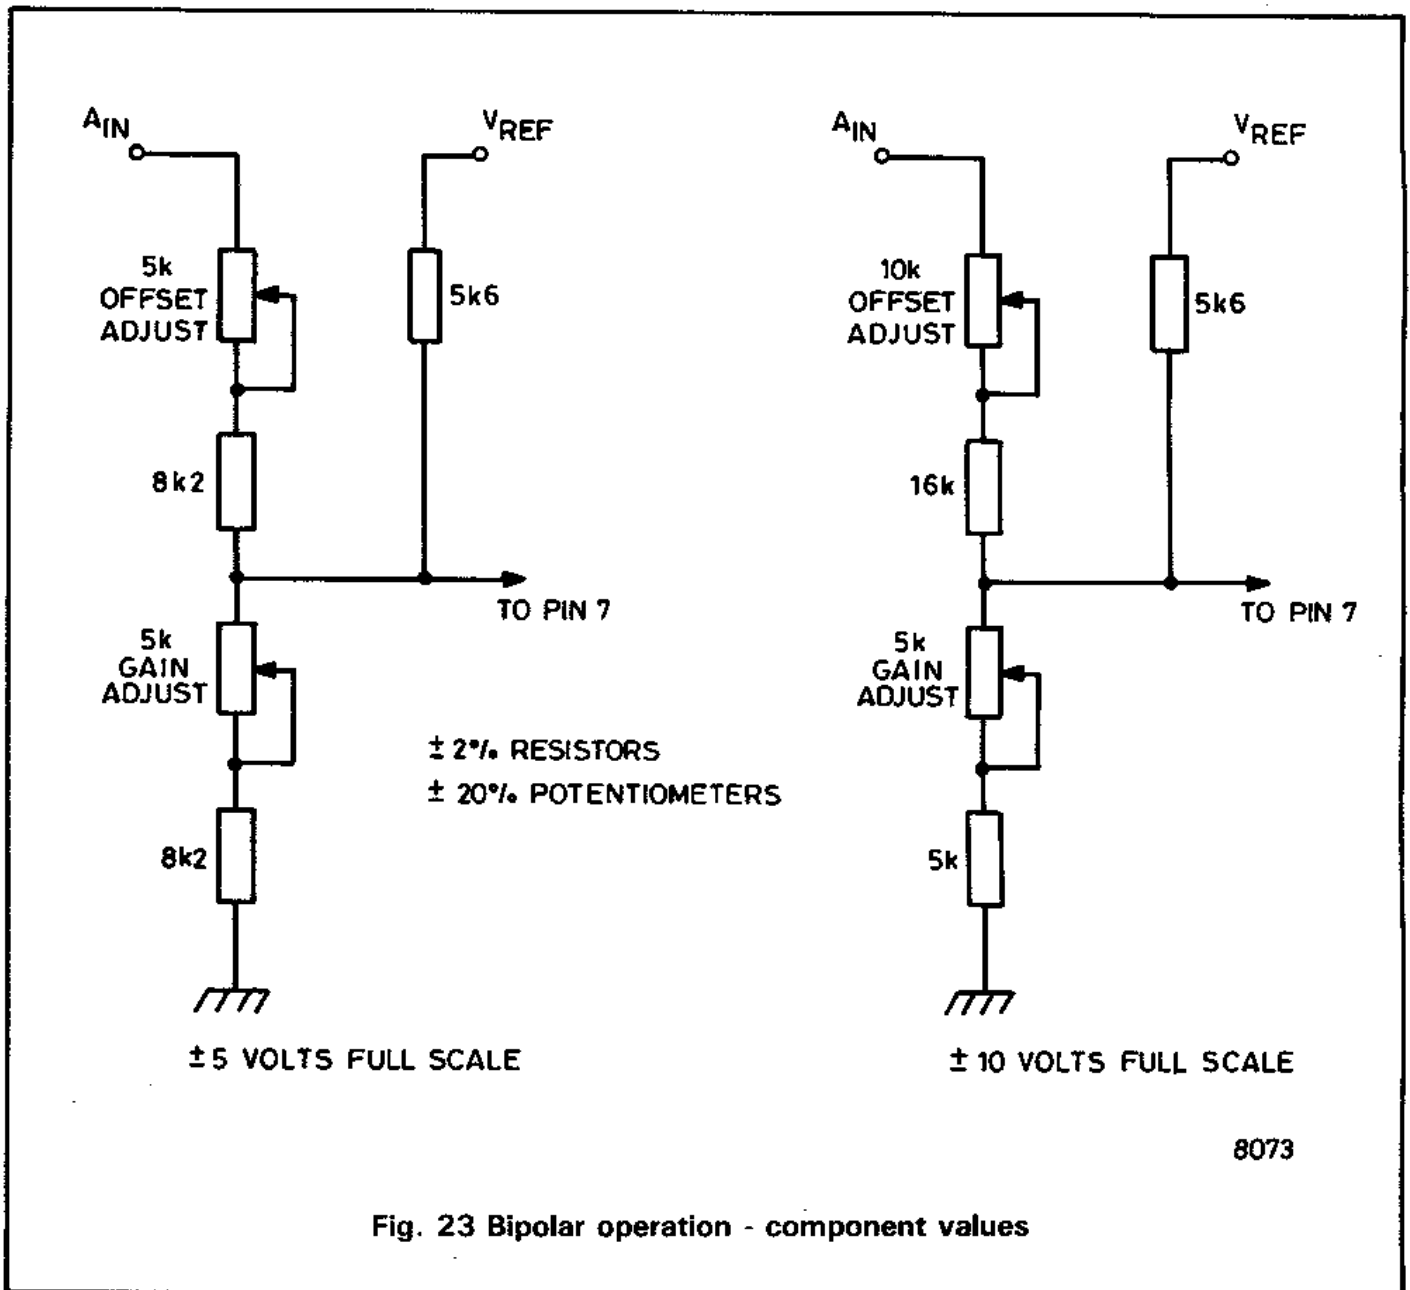 AIN
VREF
5k
OFFSET
ADJUST
5k6
8k2
TO PIN 7
5k
GAIN
ADJUST
8k2
± 2% RESISTORS
± 20% POTENTIOMETERS
±5 VOLTS FULL SCALE
AIN
VREF
10k
OFFSET
ADJUST
5k6
16k
TO PIN 7
5k
GAIN
ADJUST
5k
± 10 VOLTS FULL SCALE
8073
Fig. 23 Bipolar operation - component values